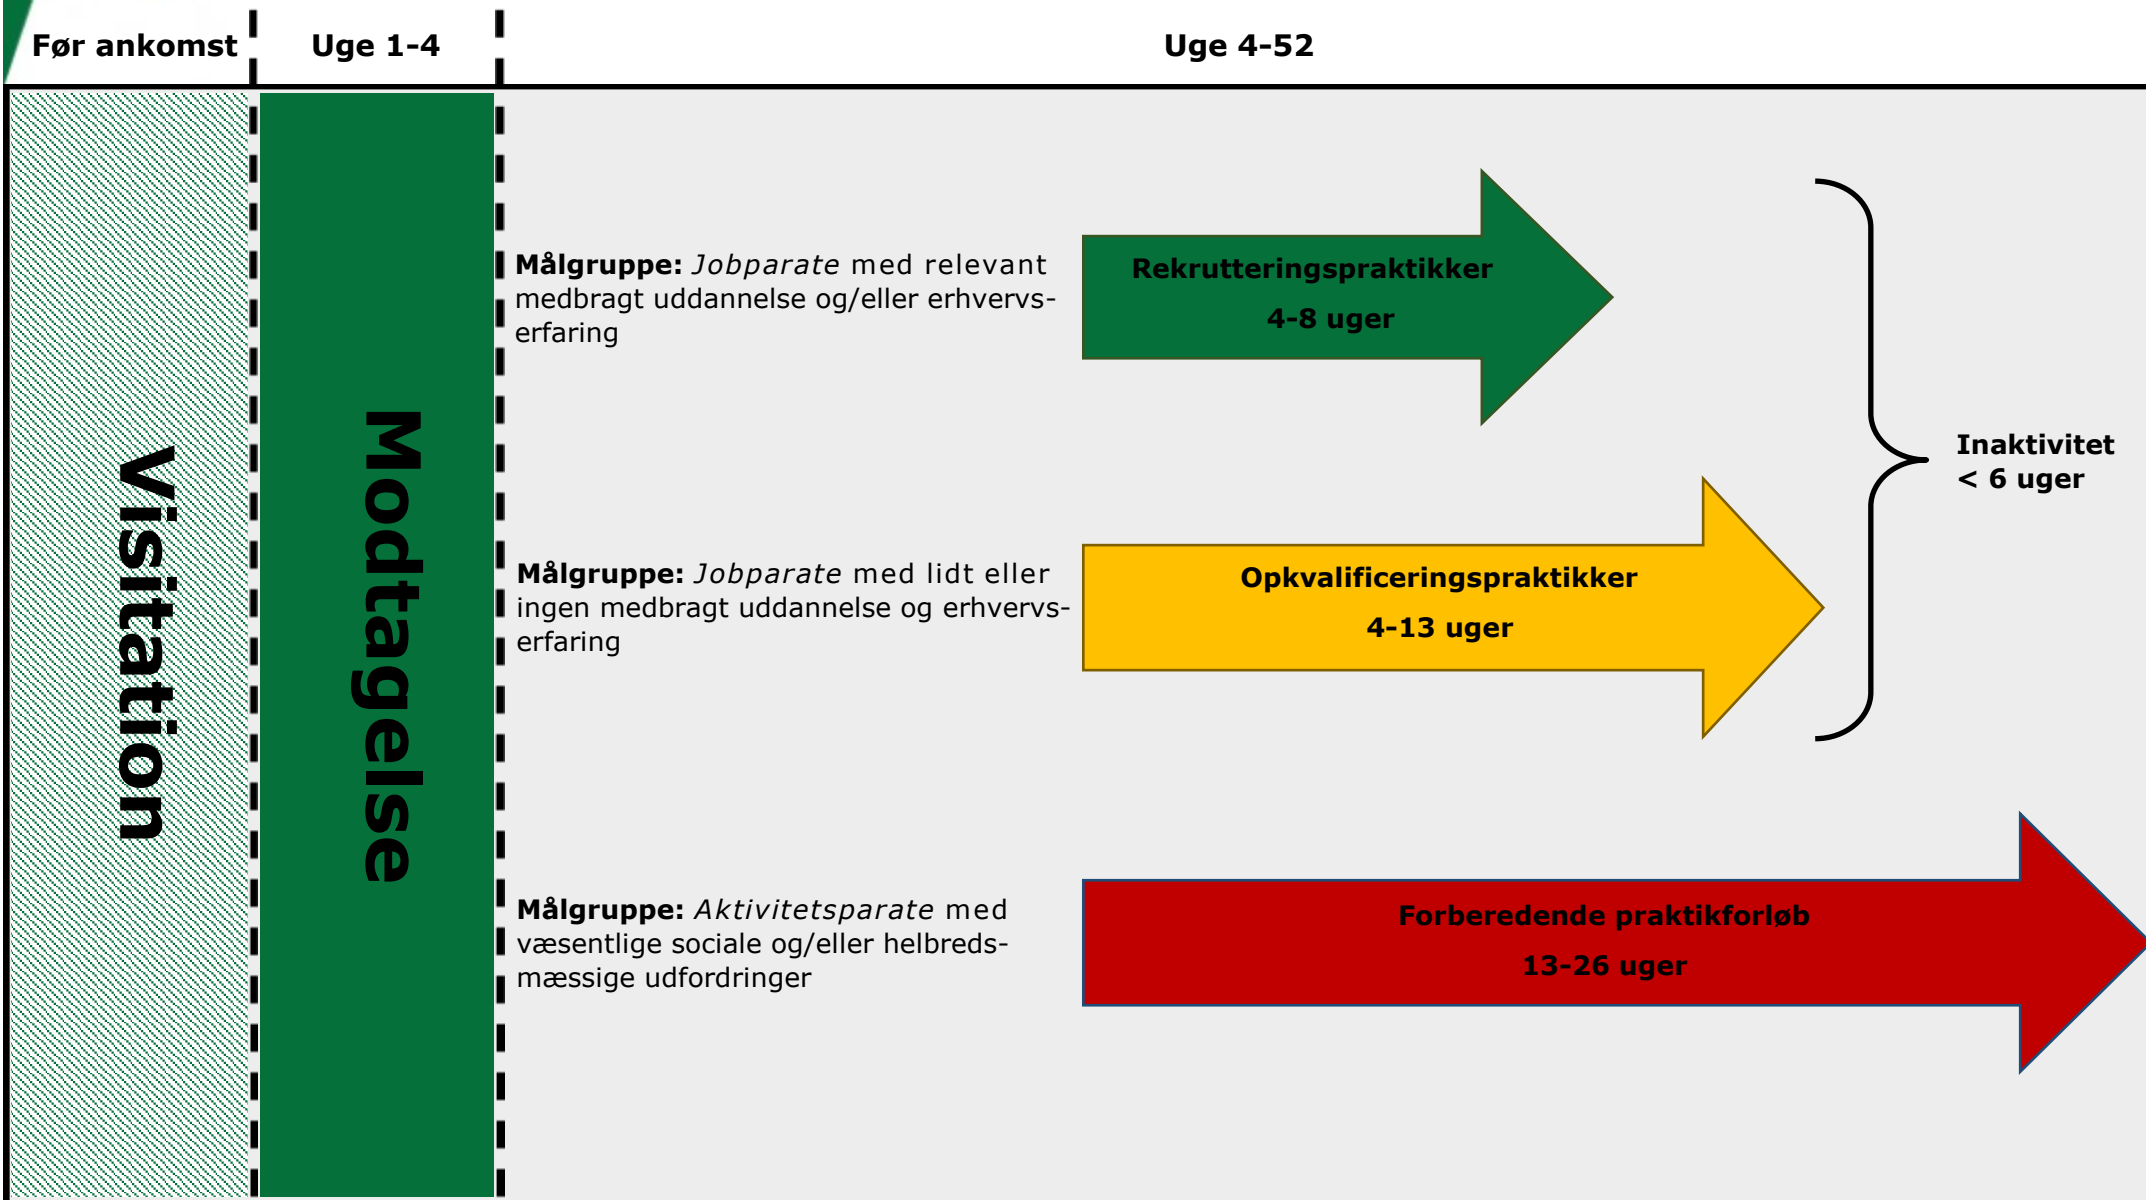 Før ankomst
Uge 1-4
Uge 4-52
Visitation
Modtagelse
Målgruppe: Jobparate med relevant
medbragt uddannelse og/eller erhvervs-
erfaring
Rekrutteringspraktikker
4-8 uger
Målgruppe: Jobparate med lidt eller
ingen medbragt uddannelse og erhvervs-
erfaring
Opkvalificeringspraktikker
4-13 uger
Inaktivitet
< 6 uger
Målgruppe: Aktivitetsparate med
væsentlige sociale og/eller helbreds-
mæssige udfordringer
Forberedende praktikforløb
13-26 uger